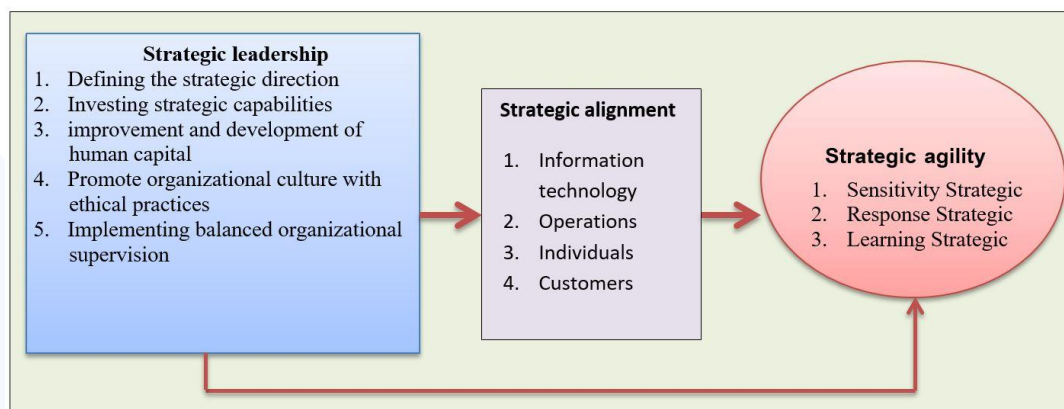 Strategic leadership
1. Defining the strategic direction
2. Investing strategic capabilities
3. improvement and development of
human capital
4. Promote organizational culture with
ethical practices
5. Implementing balanced organizational
supervision
Strategic alignment
1. Information
technology
2. Operations
3. Individuals
4. Customers
Strategic agility
1. Sensitivity Strategic
2. Response Strategic
3. Learning Strategic